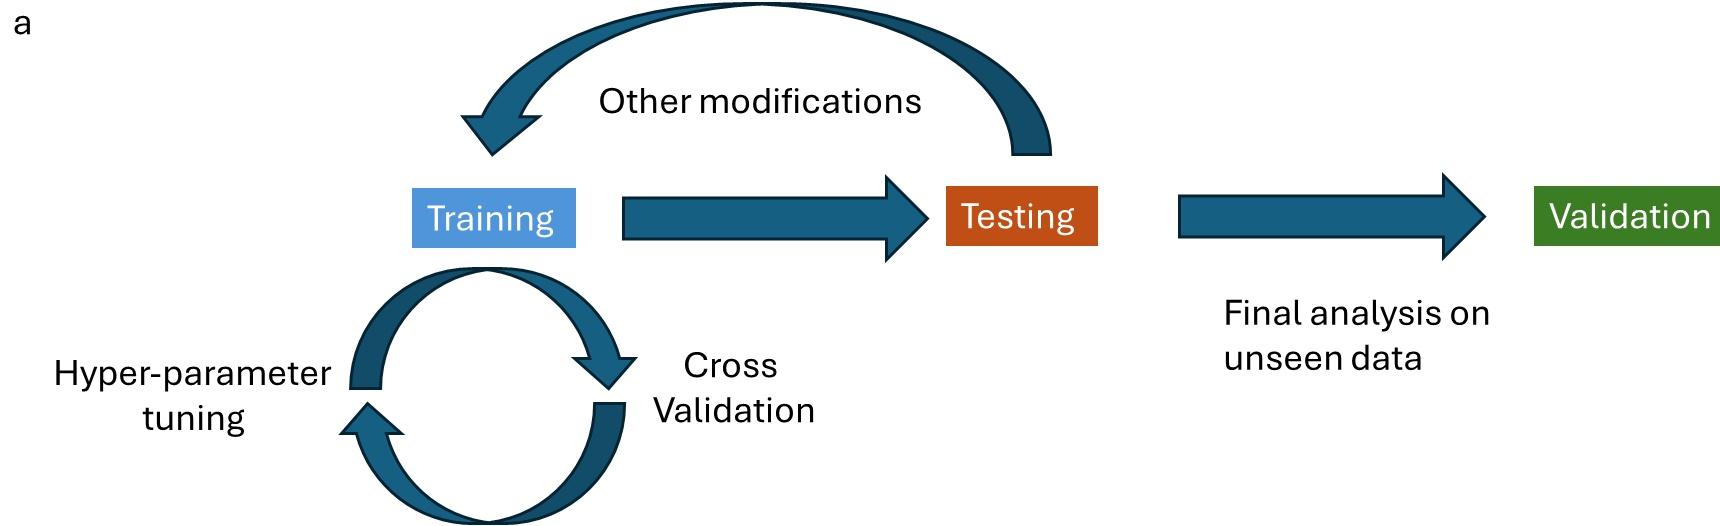 a
Other modifications
Training
Testing
Validation
Final analysis on
unseen data
Hyper-parameter
tuning
Cross
Validation